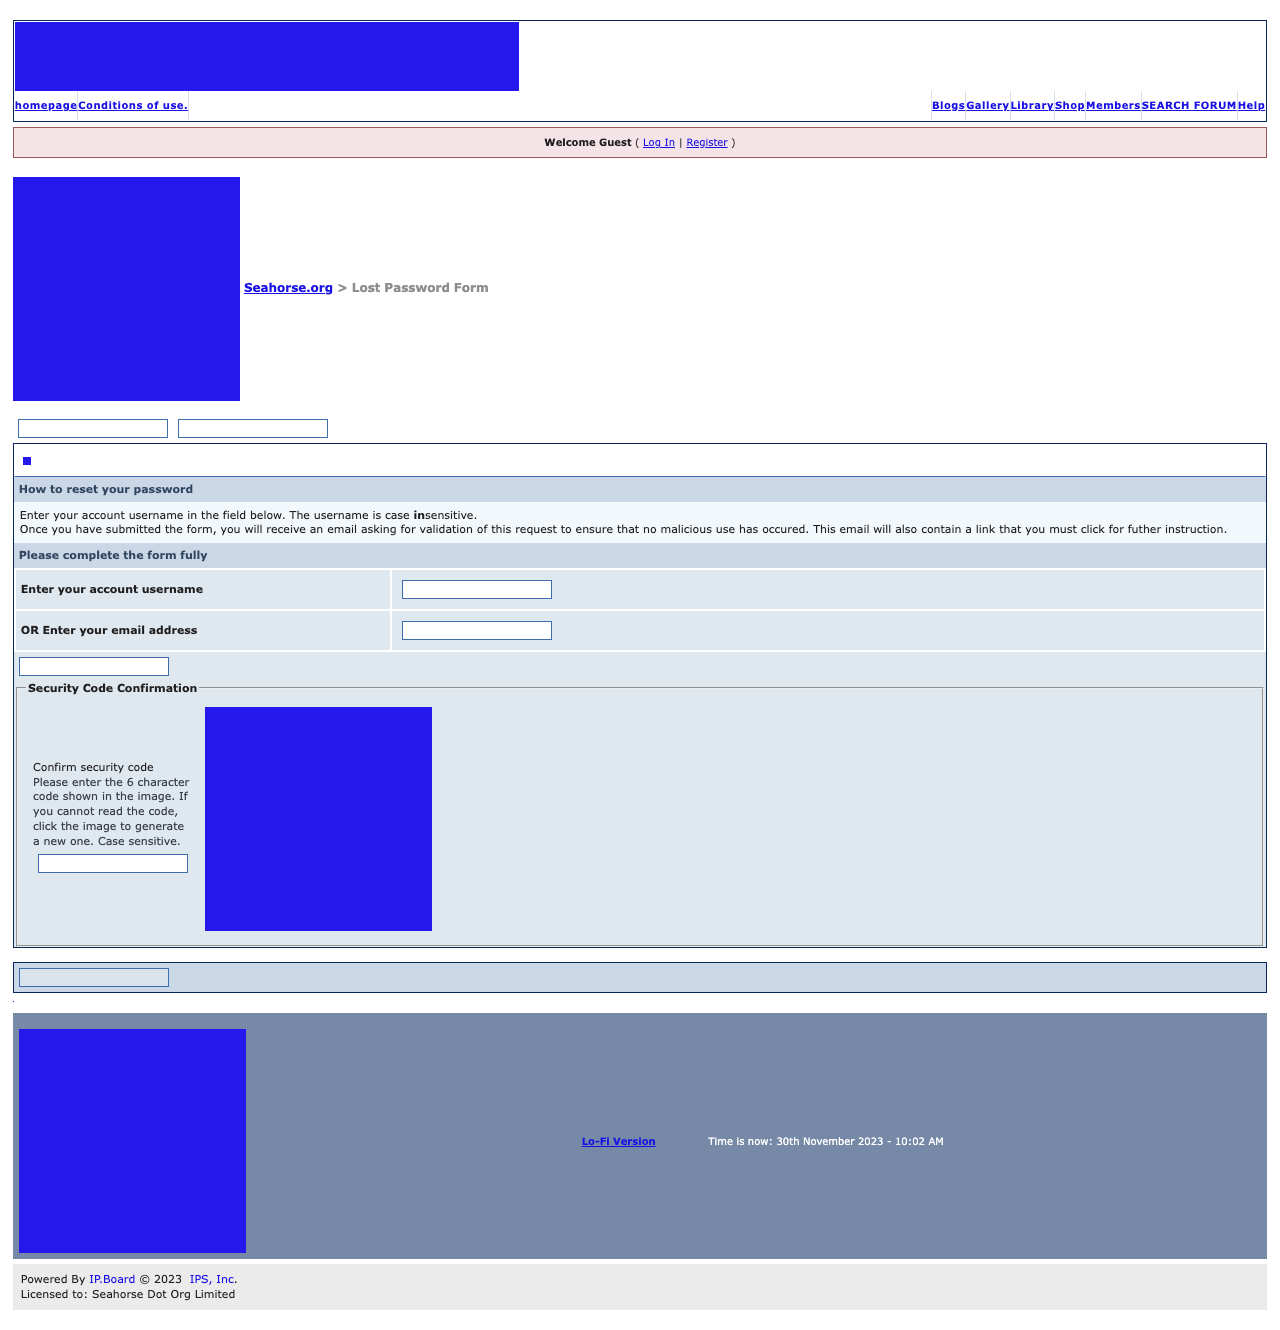 homepage Conditions of use. Blogs Gallery Library Shop Members SEARCH FORUM Help
Welcome Guest ( Log In | Register )
Seahorse.org > Lost Password Form
How to reset your password
Enter your account username in the field below. The username is case insensitive.
Once you have submitted the form, you will receive an email asking for validation of this request to ensure that no malicious use has occured. This email will also contain a link that you must click for futher instruction.
Please complete the form fully
Enter your account username
OR Enter your email address
Security Code Confirmation
Confirm security code
Please enter the 6 character
code shown in the image. If
you cannot read the code,
click the image to generate
a new one. Case sensitive.
Lo-Fi Version Time is now: 30th November 2023 - 10:02 AM
Powered By IP.Board © 2023 IPS, Inc.
Licensed to: Seahorse Dot Org Limited